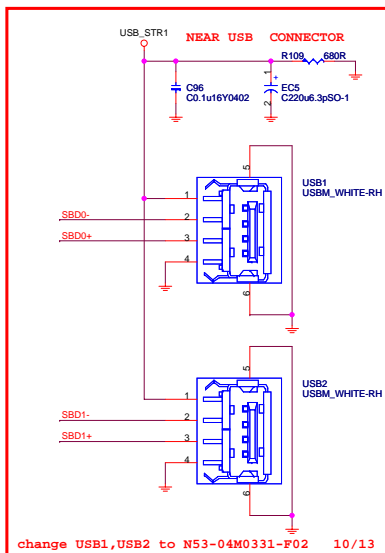 USB_STR1
NEAR USB CONNECTOR
R109 680R
C96
C0.1u16Y0402
1
+
EC5
C220u6.3pSO-1
2
5
USB1
USBM_WHITE-RH
1
SBD0- 2
SBD0+ 3
4
6
5
USB2
USBM_WHITE-RH
1
SBD1- 2
SBD1+ 3
4
6
change USB1,USB2 to N53-04M0331-F02 10/13